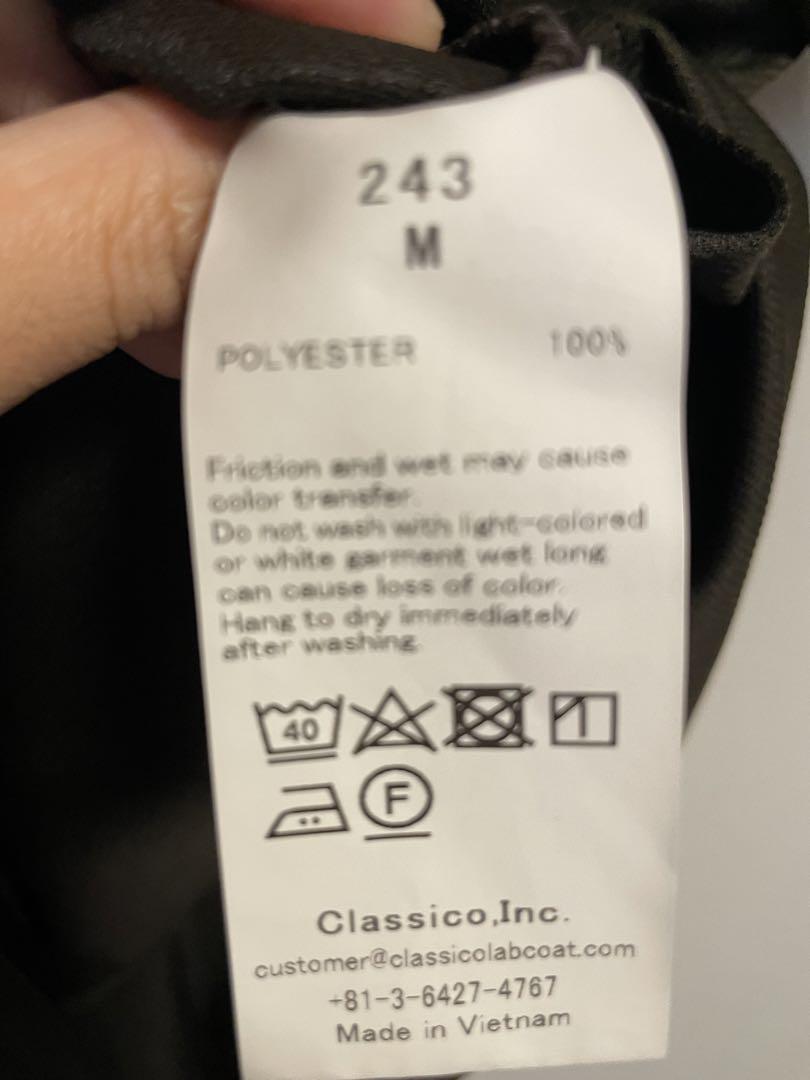 243
M
POLYESTER 100%
Friction and wet may cause
color transfer.
Do not wash with light-colored
or white garment wet long
can cause loss of color.
Hang to dry immediately
after washing.
40
F
Classico,Inc.
customer@classicolabcoat.com
+81-3-6427-4767
Made in Vietnam